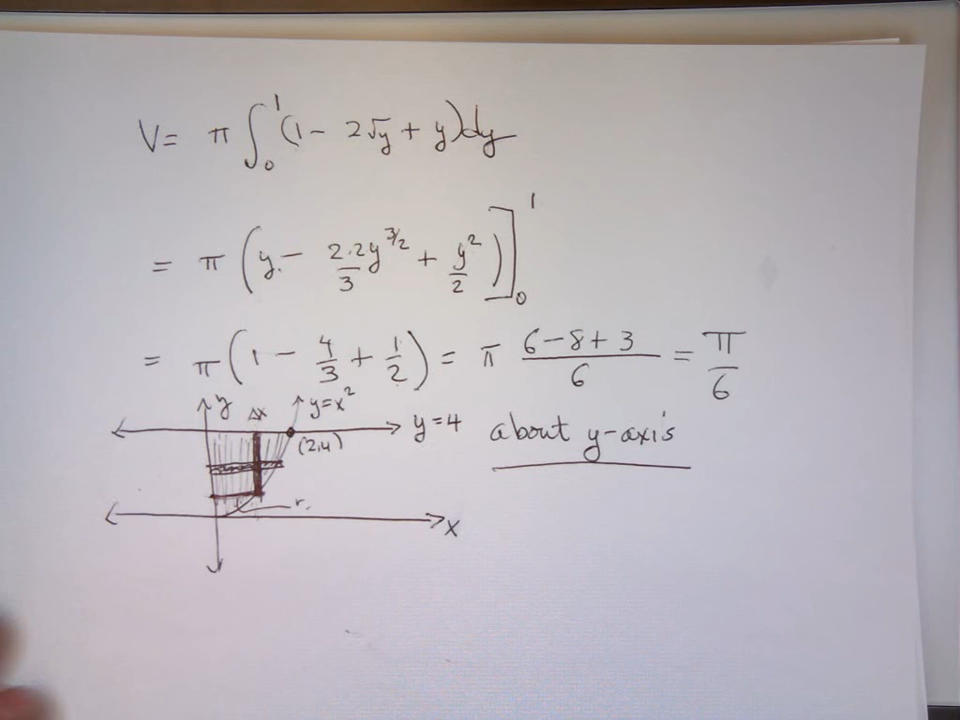 V = π ∫₀¹ (1 - 2√y + y) dy
= π (y - 2·2/3 y^3/2 + y²/2)]₀¹
= π (1 - 4/3 + 1/2) = π (6 - 8 + 3)/6 = π/6
y Δx y=x²
y=4 about y-axis
(2,4)
r
x